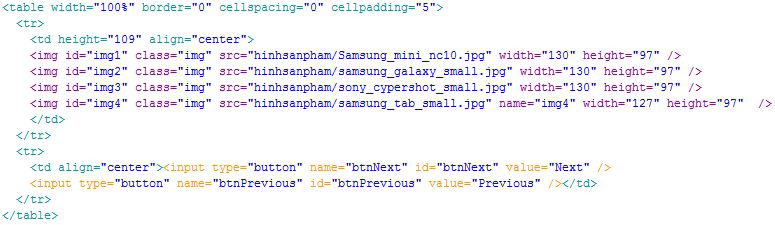 <table width="100%" border="0" cellspacing="0" cellpadding="5">
<tr>
<td height="109" align="center">
<img id="img1" class="img" src="hinhsanpham/Samsung_mini_nc10.jpg" width="130" height="97" />
<img id="img2" class="img" src="hinhsanpham/samsung_galaxy_small.jpg" width="130" height="97" />
<img id="img3" class="img" src="hinhsanpham/sony_cypershot_small.jpg" width="130" height="97" />
<img id="img4" class="img" src="hinhsanpham/samsung_tab_small.jpg" name="img4" width="127" height="97"  />
</td>
</tr>
<tr>
<td align="center"><input type="button" name="btnNext" id="btnNext" value="Next" />
<input type="button" name="btnPrevious" id="btnPrevious" value="Previous" /></td>
</tr>
</table>